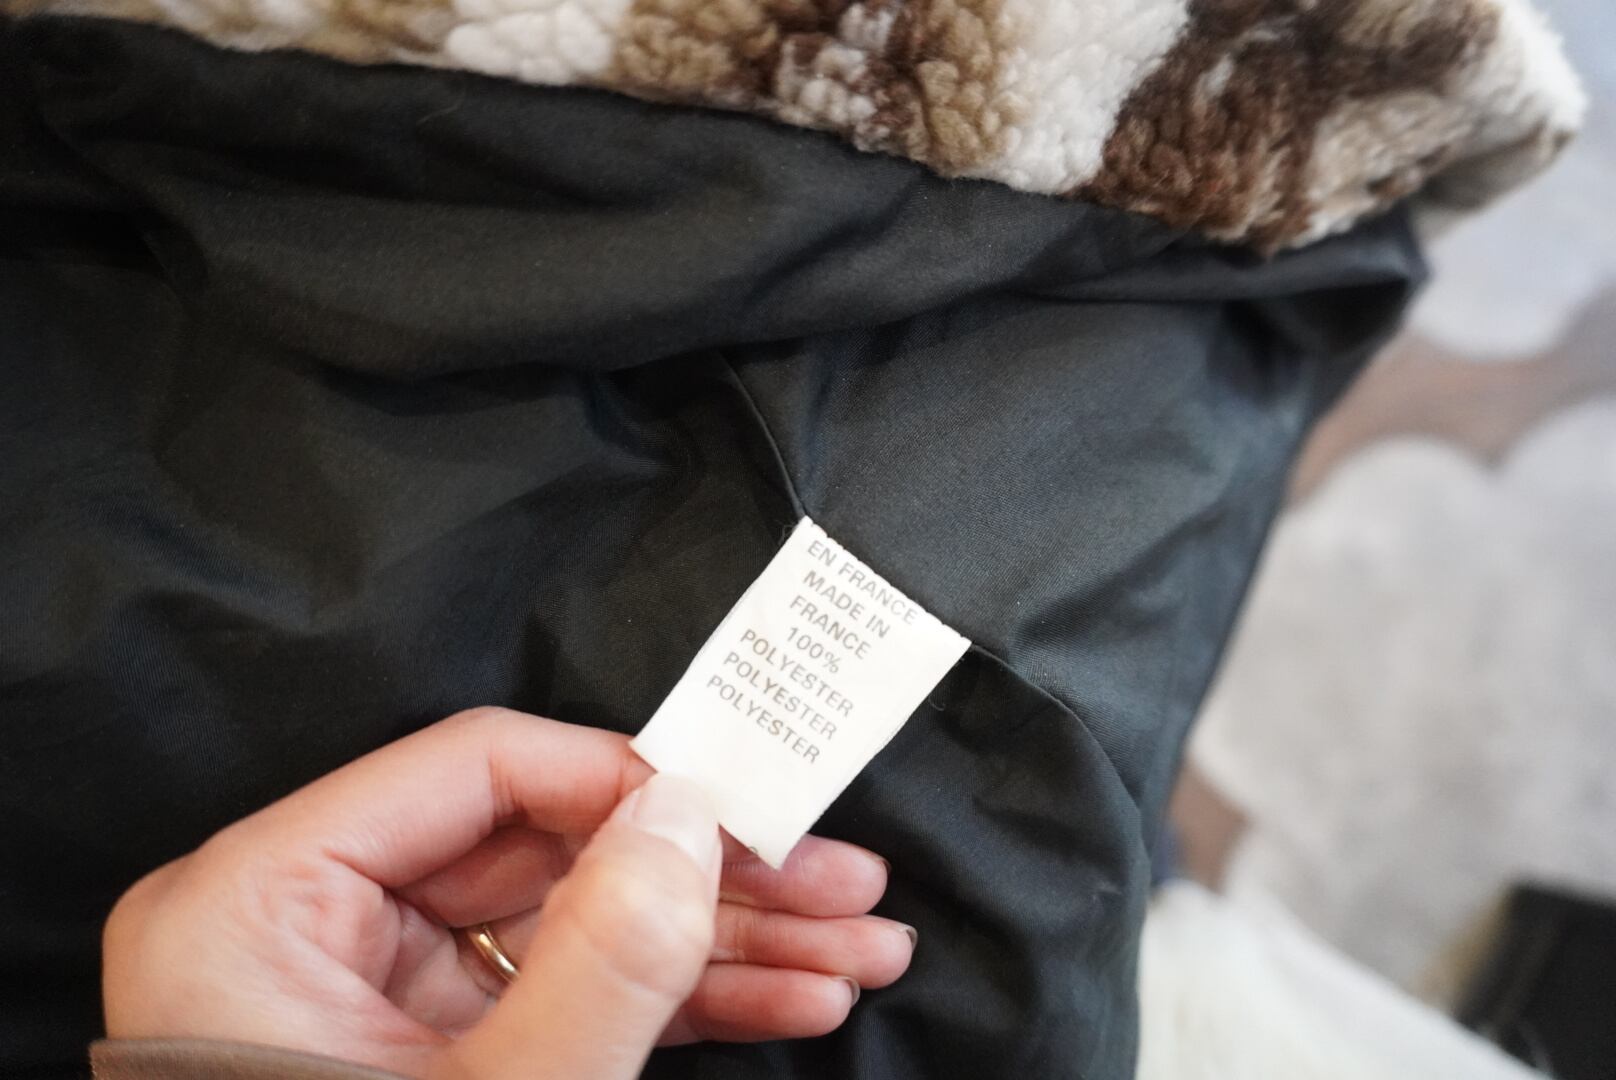 EN FRANCE
MADE IN
FRANCE
100%
POLYESTER
POLYESTER
POLYESTER